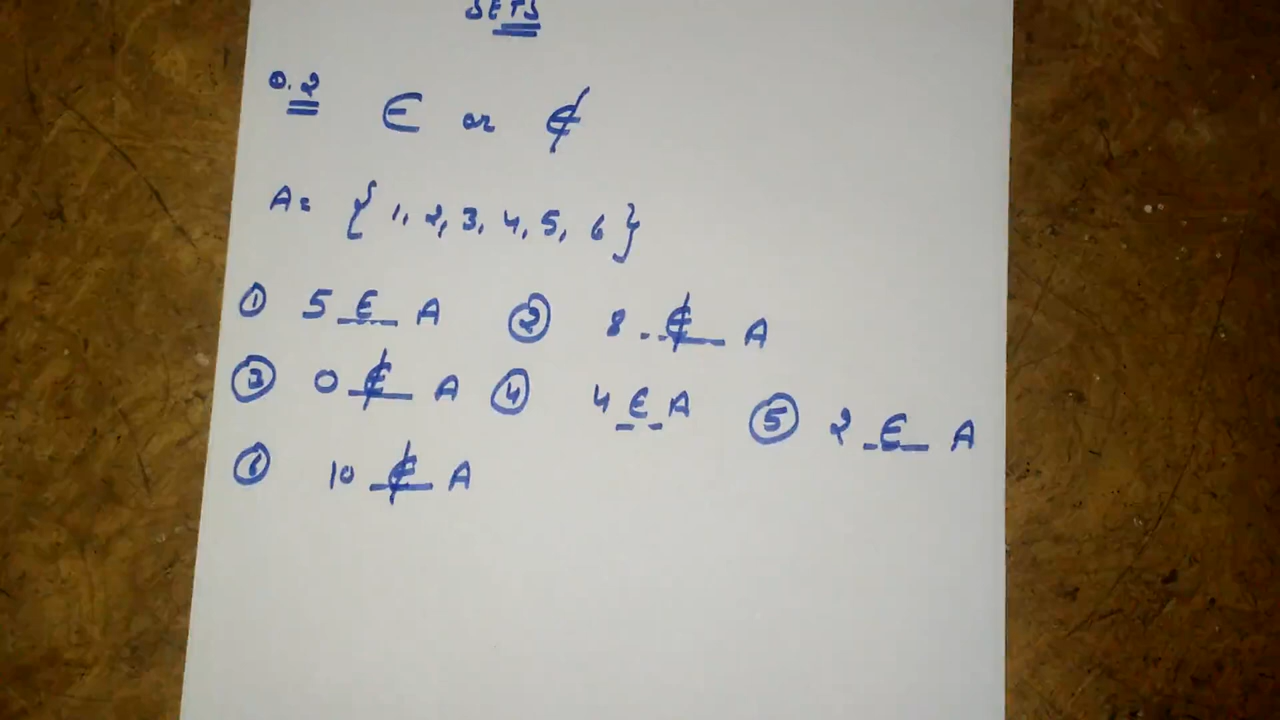 SETS
Q.2 ∈ or ∉
A= { 1, 2, 3, 4, 5, 6 }
① 5 ∈ A ② 8 ∉ A
③ 0 ∉ A ④ 4 ∈ A ⑤ 2 ∈ A
⑥ 10 ∉ A